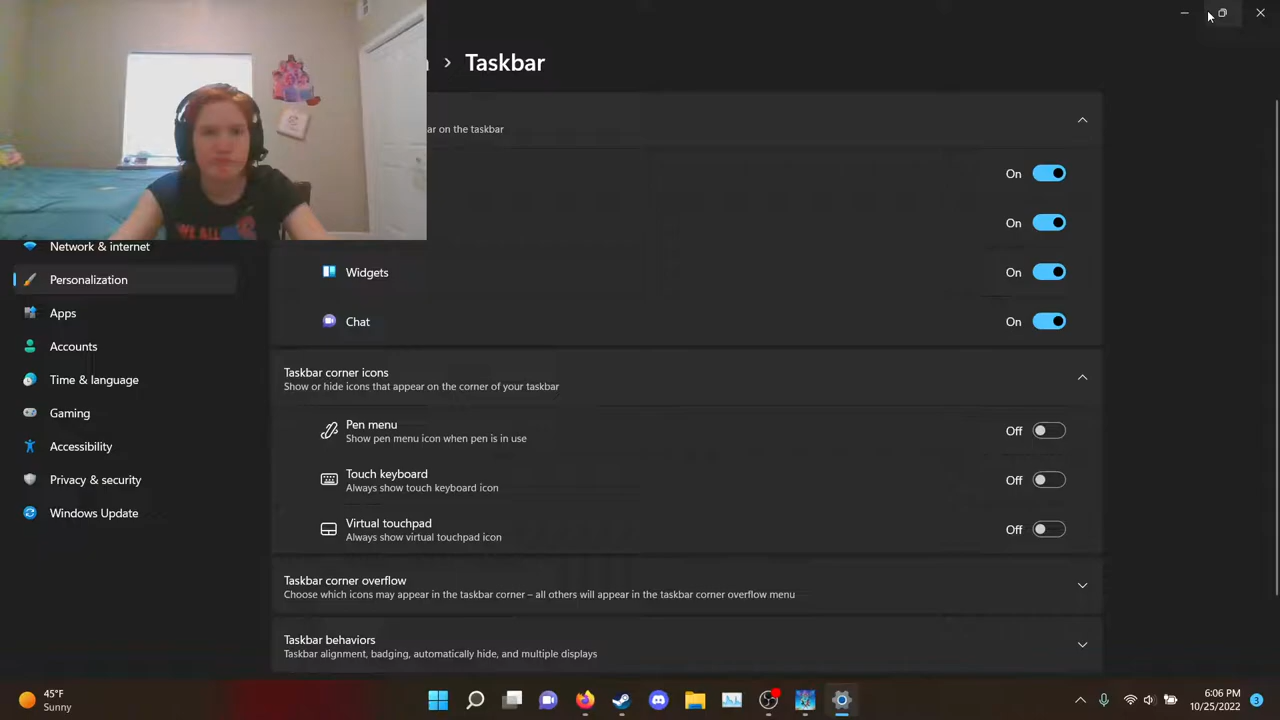 › Taskbar
ar on the taskbar
On
On
Widgets
On
Chat
On
Taskbar corner icons
Show or hide icons that appear on the corner of your taskbar
Pen menu
Show pen menu icon when pen is in use
Off
Touch keyboard
Always show touch keyboard icon
Off
Virtual touchpad
Always show virtual touchpad icon
Off
Taskbar corner overflow
Choose which icons may appear in the taskbar corner – all others will appear in the taskbar corner overflow menu
Taskbar behaviors
Taskbar alignment, badging, automatically hide, and multiple displays
Network & internet
Personalization
Apps
Accounts
Time & language
Gaming
Accessibility
Privacy & security
Windows Update
WE ALL
45°F
Sunny
6:06 PM
10/25/2022
3